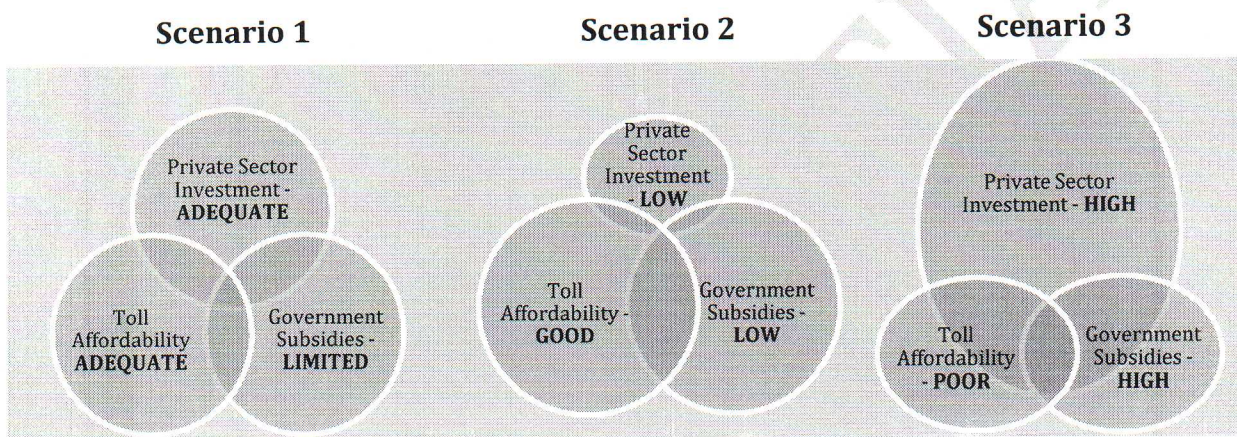 Scenario 1
Scenario 2
Scenario 3
Private Sector
Investment -
ADEQUATE
Toll
Affordability
ADEQUATE
Government
Subsidies -
LIMITED
Private
Sector
Investment
- LOW
Toll
Affordability -
GOOD
Government
Subsidies -
LOW
Private Sector
Investment - HIGH
Toll
Affordability
- POOR
Government
Subsidies -
HIGH